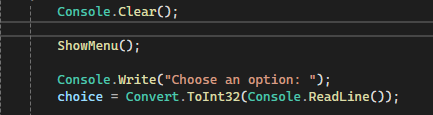 Console.Clear();
ShowMenu();
Console.Write("Choose an option: ");
choice = Convert.ToInt32(Console.ReadLine());